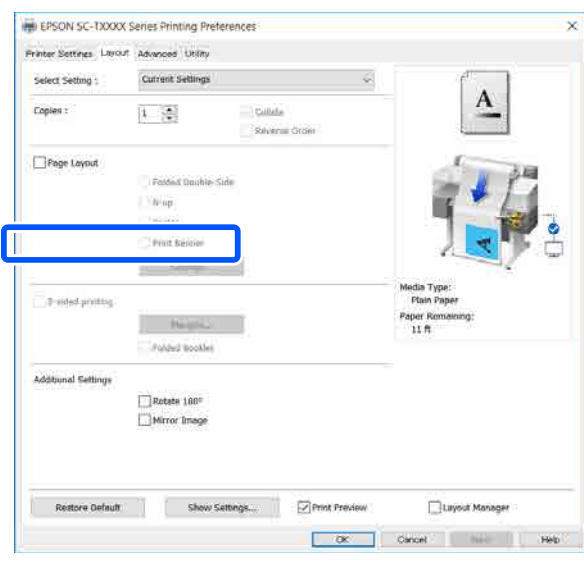 EPSON SC-TXXXX Series Printing Preferences
Printer Settings Layout Advanced Utility
Select Setting : Current Settings
Copies : 1 Collate
Reverse Order
Page Layout
Folded Double-Side
N-up
Poster
Print Banner
Settings...
2-sided printing
Margins...
Folded Booklet
Additional Settings
Rotate 180°
Mirror Image
A
Media Type:
Plain Paper
Paper Remaining:
11 ft
Restore Default Show Settings... Print Preview Layout Manager
OK Cancel Help